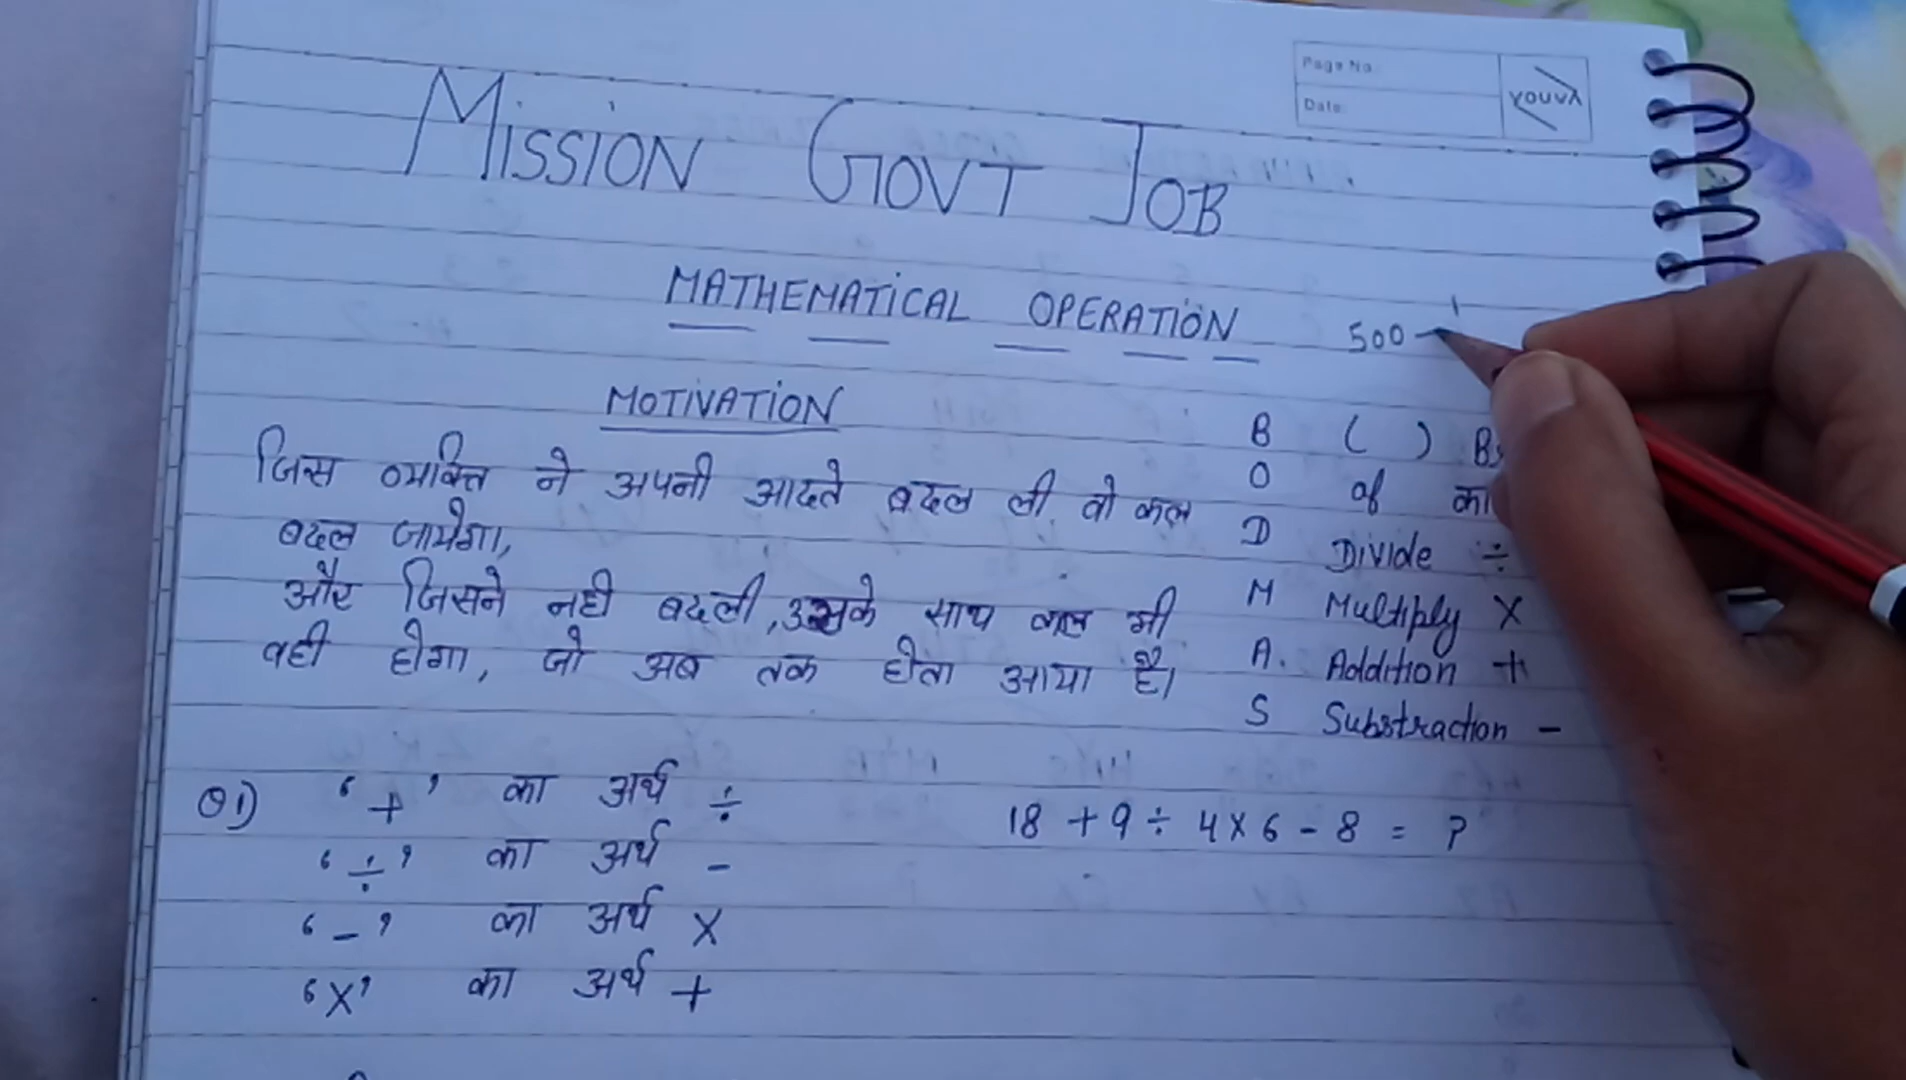 Page No.
Date:
YOUVA
MISSION GOVT JOB
MATHEMATICAL OPERATION
500 -
MOTIVATION
जिस व्यक्ति ने अपनी आदते बदल ली वो कल
बदल जायेगा,
और जिसने नही बदली, उसके साथ कल भी
वही होगा, जो अब तक होता आया है।
B ( )
O of
D Divide ÷
M Multiply X
A. Addition +
S Substraction -
Q1) '+' का अर्थ ÷
'÷' का अर्थ -
'-' का अर्थ X
'X' का अर्थ +
18 + 9 ÷ 4 X 6 - 8 = ?